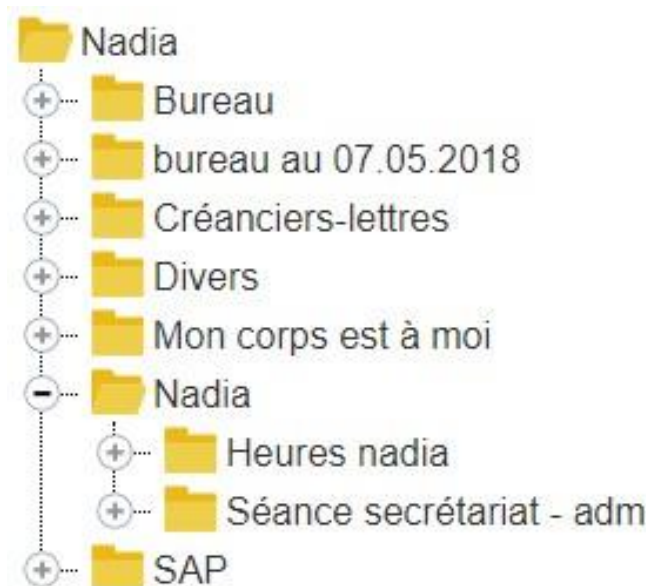 Nadia
Bureau
bureau au 07.05.2018
Créanciers-lettres
Divers
Mon corps est à moi
Nadia
Heures nadia
Séance secrétariat - adm
SAP